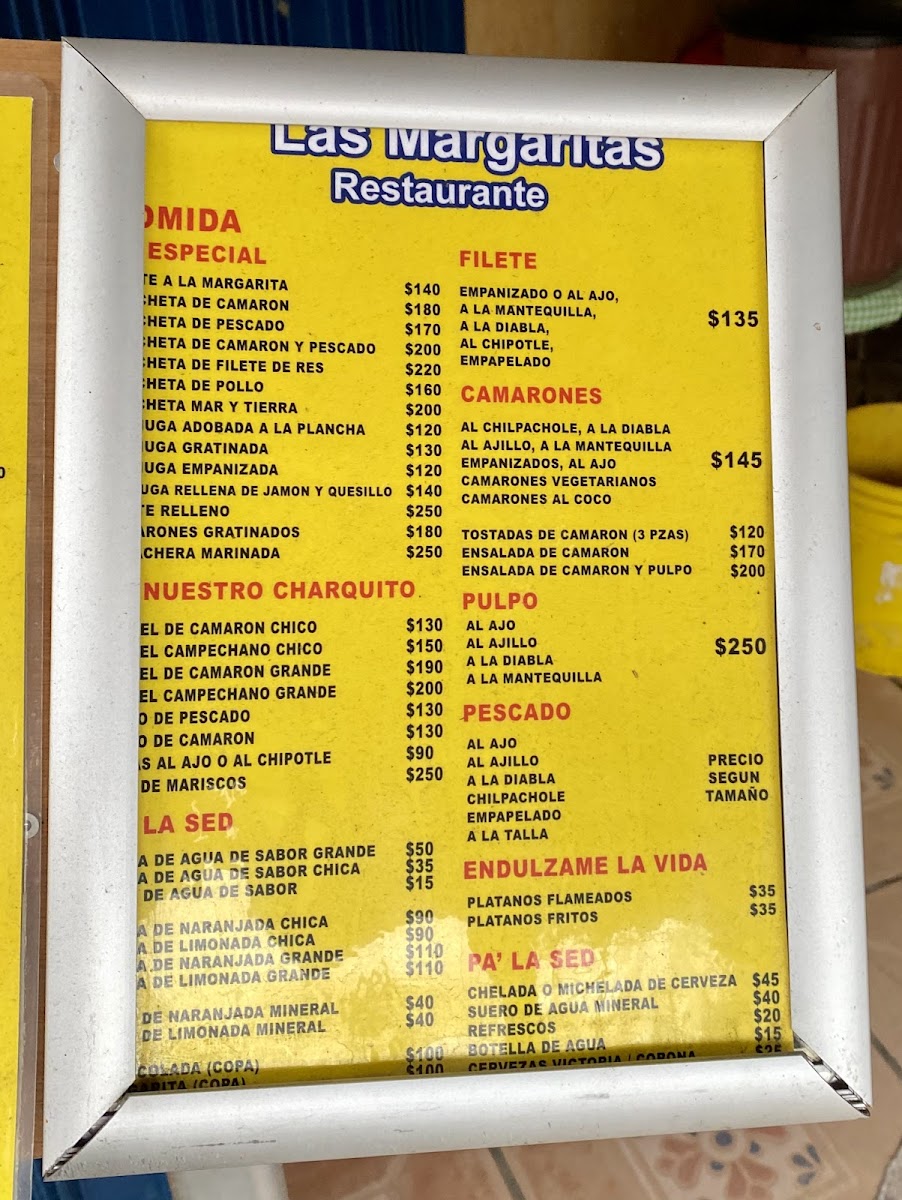 Las Margaritas
Restaurante
OMIDA
ESPECIAL
TE A LA MARGARITA $140
CHETA DE CAMARON $180
CHETA DE PESCADO $170
CHETA DE CAMARON Y PESCADO $200
CHETA DE FILETE DE RES $220
CHETA DE POLLO $160
CHETA MAR Y TIERRA $200
UGA ADOBADA A LA PLANCHA $120
UGA GRATINADA $130
UGA EMPANIZADA $120
UGA RELLENA DE JAMON Y QUESILLO $140
TE RELLENO $250
ARONES GRATINADOS $180
ACHERA MARINADA $250
NUESTRO CHARQUITO
EL DE CAMARON CHICO $130
EL CAMPECHANO CHICO $150
EL DE CAMARON GRANDE $190
EL CAMPECHANO GRANDE $200
O DE PESCADO $130
O DE CAMARON $130
AS AL AJO O AL CHIPOTLE $90
DE MARISCOS $250
LA SED
A DE AGUA DE SABOR GRANDE $50
A DE AGUA DE SABOR CHICA $35
DE AGUA DE SABOR $15
A DE NARANJADA CHICA $90
A DE LIMONADA CHICA $90
A DE NARANJADA GRANDE $110
A DE LIMONADA GRANDE $110
DE NARANJADA MINERAL $40
DE LIMONADA MINERAL $40
COLADA (COPA) $100
ARITA (COPA) $100
FILETE
EMPANIZADO O AL AJO,
A LA MANTEQUILLA,
A LA DIABLA, $135
AL CHIPOTLE,
EMPAPELADO
CAMARONES
AL CHILPACHOLE, A LA DIABLA
AL AJILLO, A LA MANTEQUILLA
EMPANIZADOS, AL AJO $145
CAMARONES VEGETARIANOS
CAMARONES AL COCO
TOSTADAS DE CAMARON (3 PZAS) $120
ENSALADA DE CAMARON $170
ENSALADA DE CAMARON Y PULPO $200
PULPO
AL AJO
AL AJILLO $250
A LA DIABLA
A LA MANTEQUILLA
PESCADO
AL AJO
AL AJILLO PRECIO
A LA DIABLA SEGUN
CHILPACHOLE TAMAÑO
EMPAPELADO
A LA TALLA
ENDULZAME LA VIDA
PLATANOS FLAMEADOS $35
PLATANOS FRITOS $35
PA' LA SED
CHELADA O MICHELADA DE CERVEZA $45
SUERO DE AGUA MINERAL $40
REFRESCOS $20
BOTELLA DE AGUA $15
CERVEZAS VICTORIA / CORONA $25